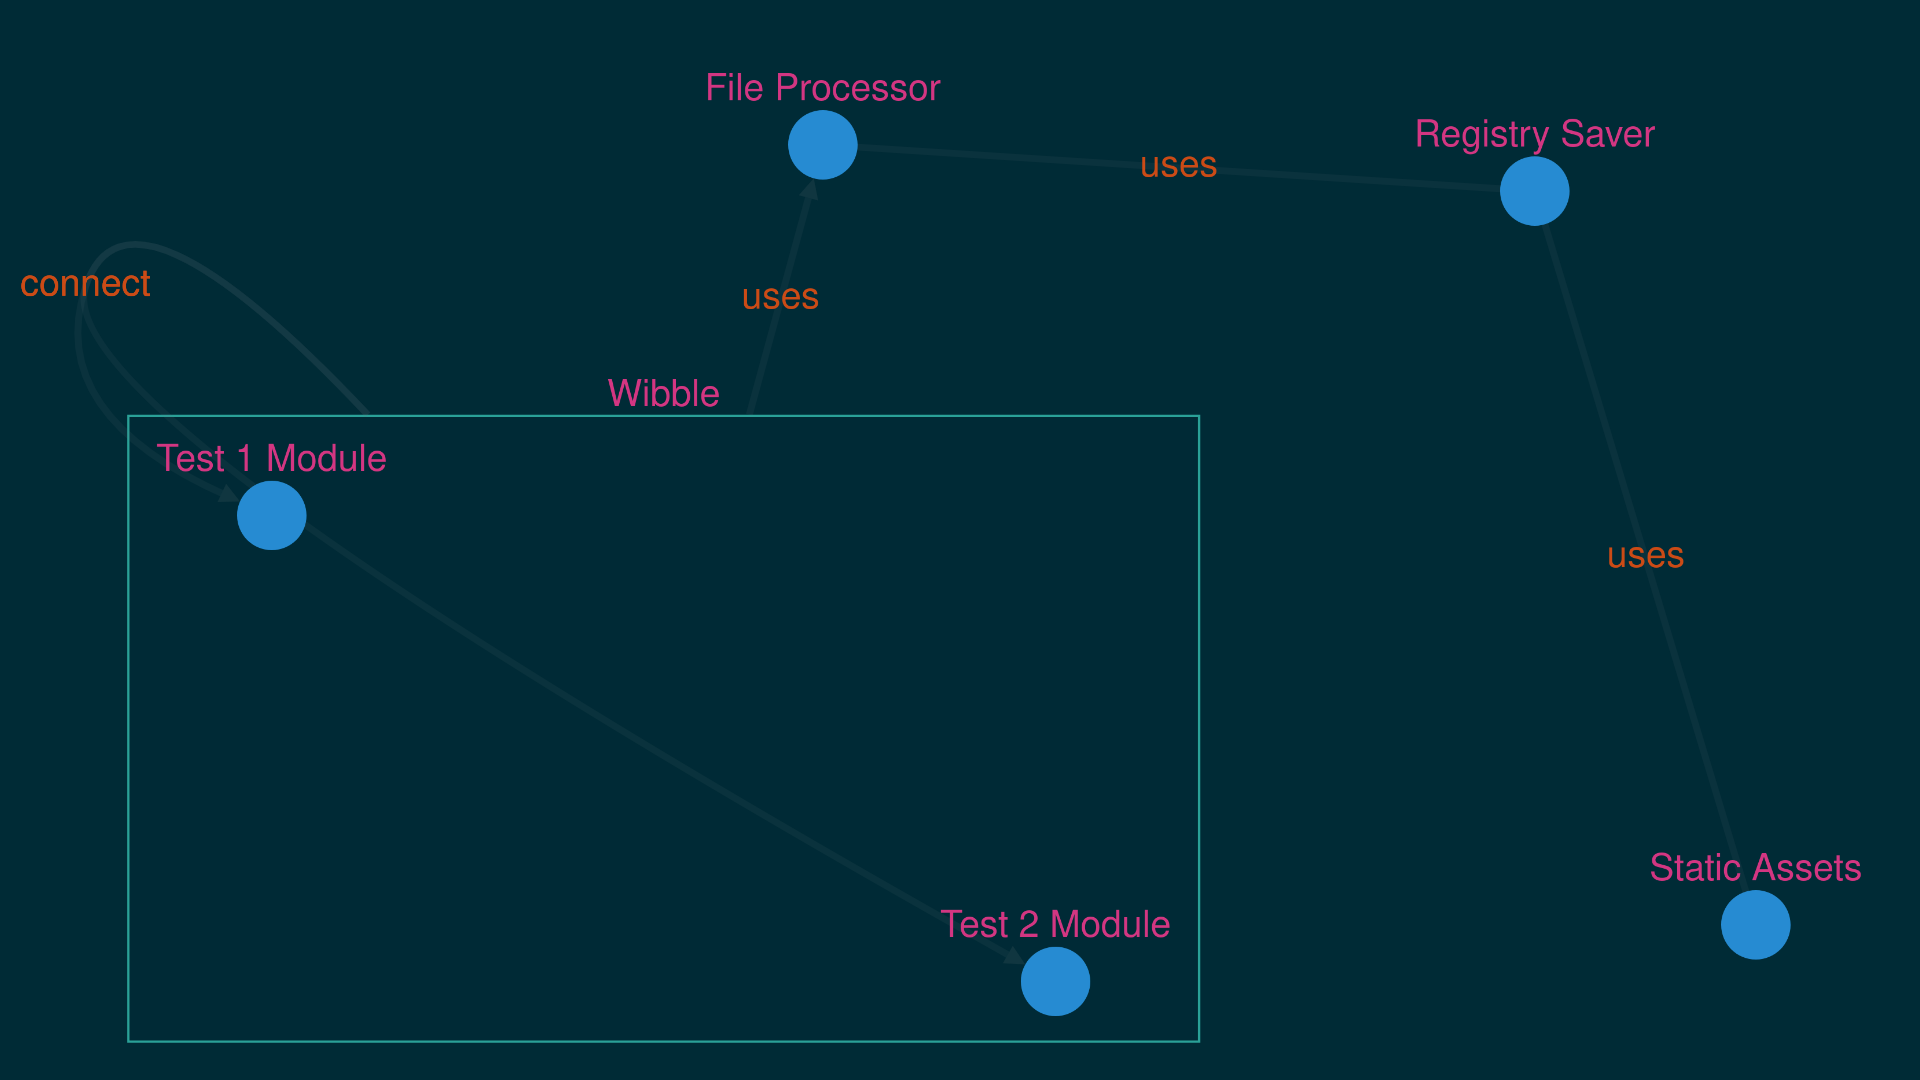 File Processor
Registry Saver
uses
connect
uses
Wibble
Test 1 Module
uses
Static Assets
Test 2 Module